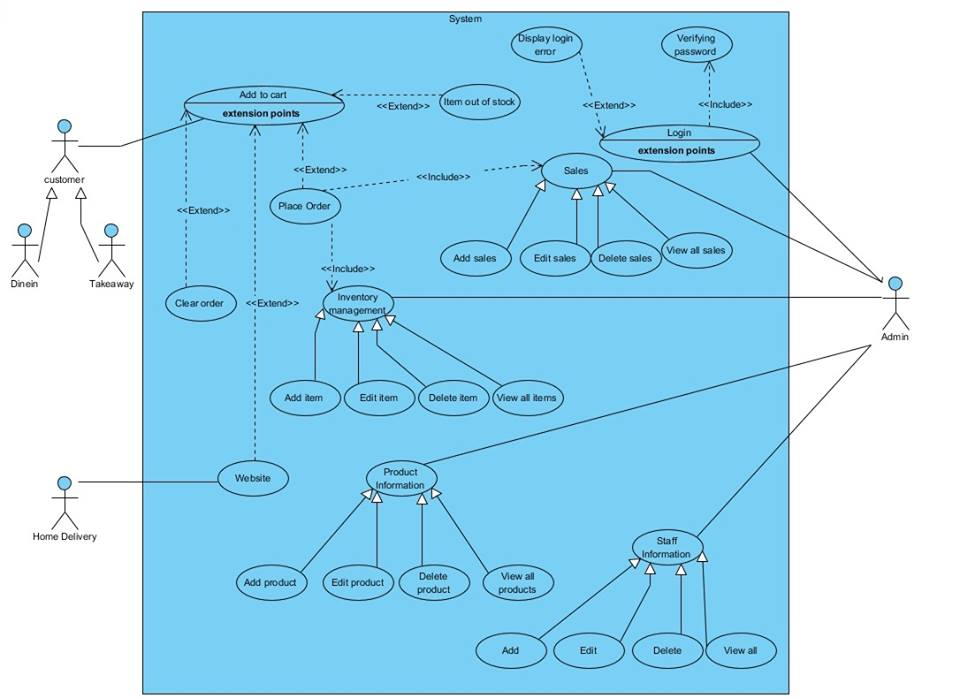 System
Display login
error
Verifying
password
Add to cart
extension points
<<Extend>>
Item out of stock
<<Extend>>
<<Include>>
Login
extension points
customer
<<Extend>>
<<Include>>
Sales
Place Order
<<Extend>>
Dinein
Takeaway
Add sales
Edit sales
Delete sales
View all sales
<<Include>>
Clear order
<<Extend>>
Inventory
management
Admin
Add item
Edit item
Delete item
View all items
Website
Product
Information
Home Delivery
Staff
Information
Add product
Edit product
Delete
product
View all
products
Add
Edit
Delete
View all